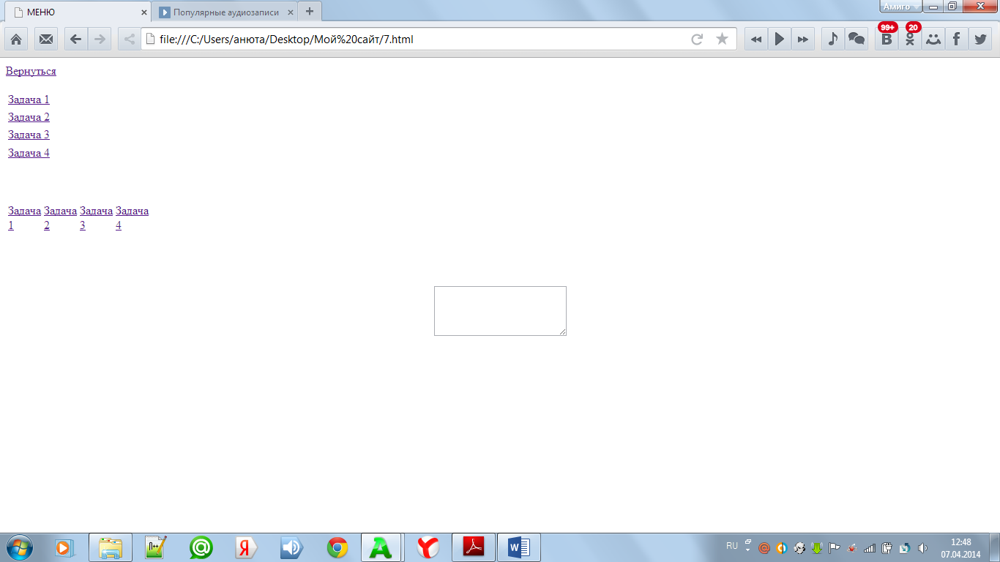 МЕНЮ
Популярные аудиозаписи
Амиго
file:///C:/Users/анюта/Desktop/Мой%20сайт/7.html
99+
20
Вернуться
Задача 1
Задача 2
Задача 3
Задача 4
Задача Задача Задача Задача
1 2 3 4
RU
12:48
07.04.2014